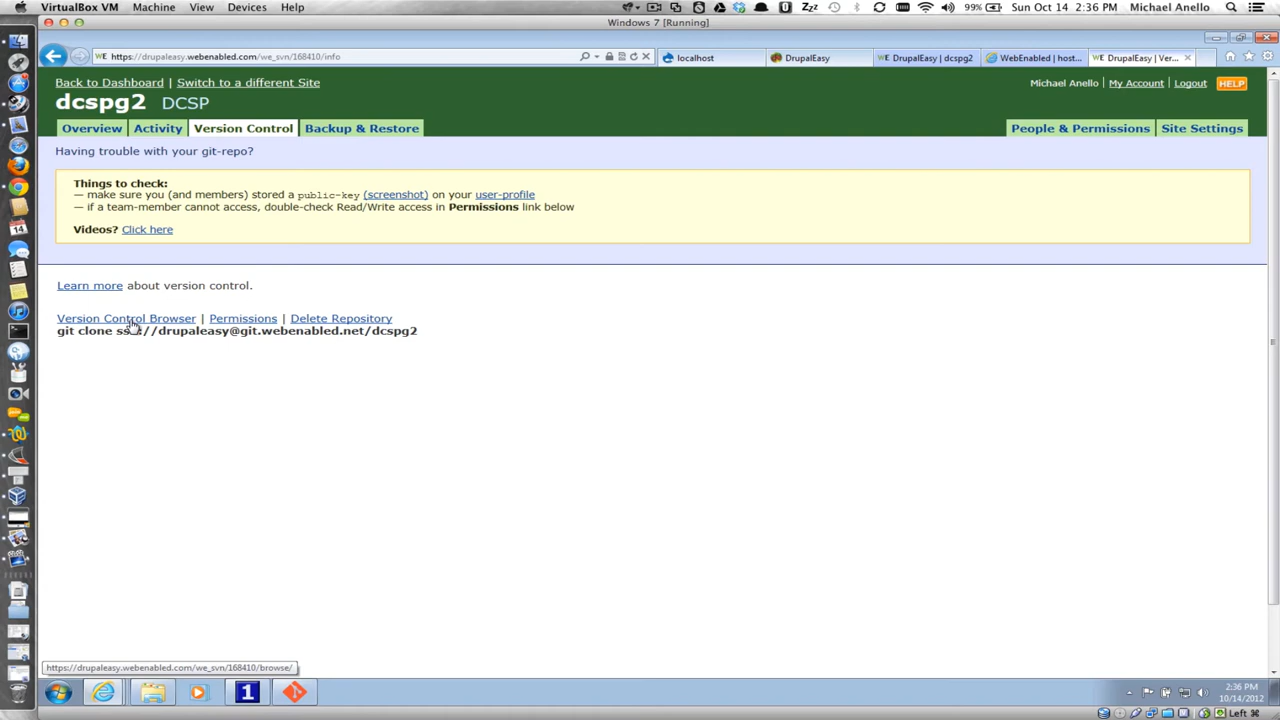 VirtualBox VM Machine View Devices Help
99% Sun Oct 14 2:36 PM Michael Anello
Windows 7 [Running]
https://drupaleasy.webenabled.com/we_svn/168410/info
localhost
DrupalEasy
WE DrupalEasy | dcspg2
WebEnabled | host...
WE DrupalEasy | Ver...
Back to Dashboard | Switch to a different Site
Michael Anello | My Account | Logout HELP
dcspg2 DCSP
Overview Activity Version Control Backup & Restore People & Permissions Site Settings
Having trouble with your git-repo?
Things to check:
— make sure you (and members) stored a public-key (screenshot) on your user-profile
— if a team-member cannot access, double-check Read/Write access in Permissions link below
Videos? Click here
Learn more about version control.
Version Control Browser | Permissions | Delete Repository
git clone ss ://drupaleasy@git.webenabled.net/dcspg2
https://drupaleasy.webenabled.com/we_svn/168410/browse/
1
2:36 PM
10/14/2012
Left ⌘